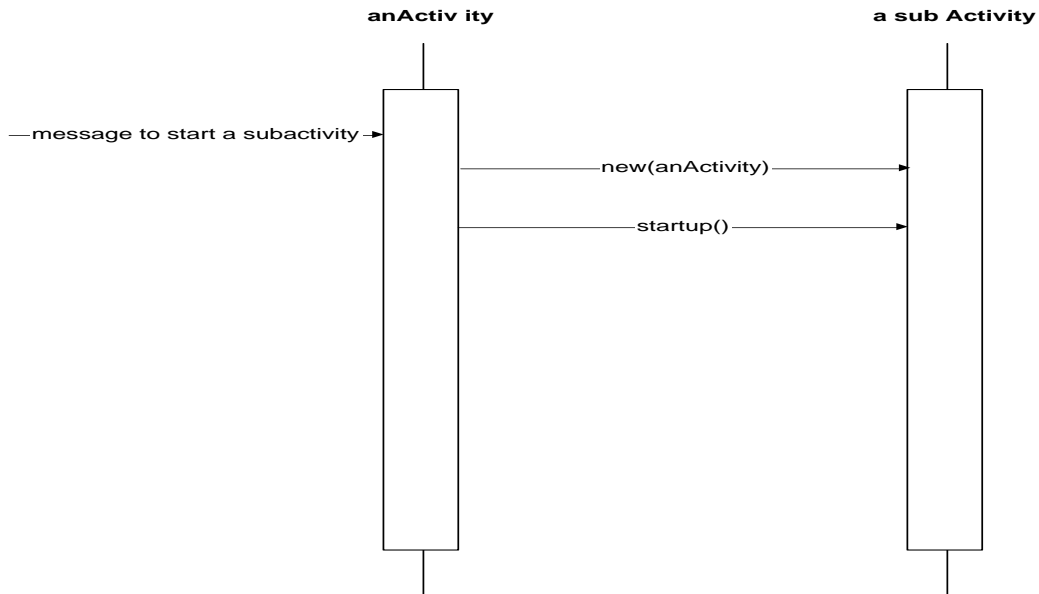 anActiv ity
a sub Activity
message to start a subactivity
new(anActivity)
startup()